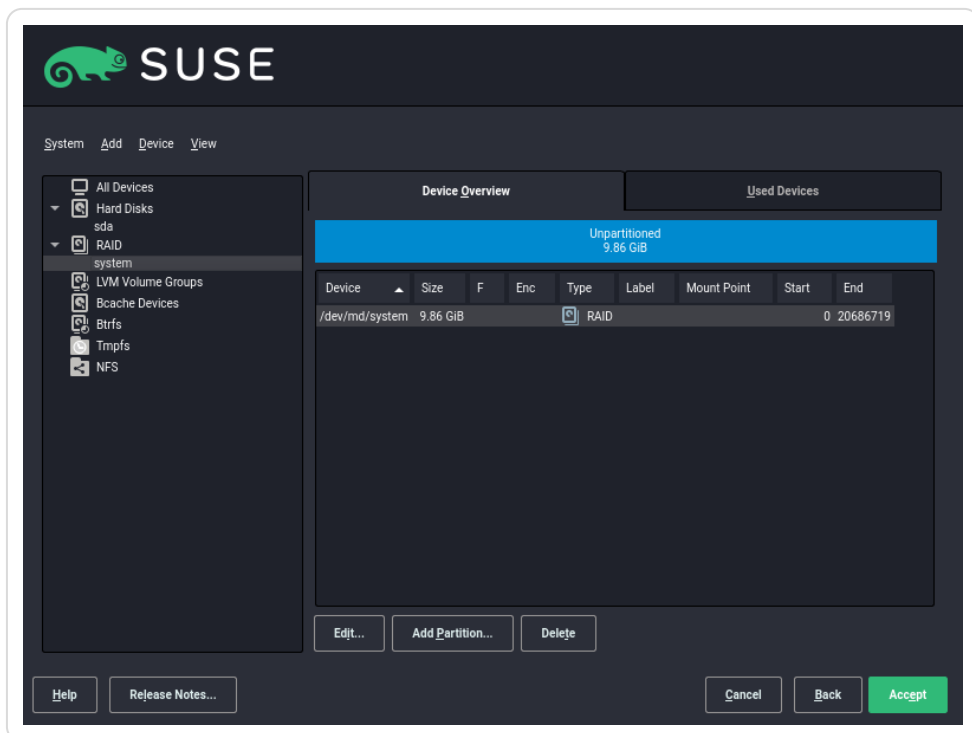 SUSE
System Add Device View
All Devices
Hard Disks
sda
RAID
system
LVM Volume Groups
Bcache Devices
Btrfs
Tmpfs
NFS
Device Overview
Used Devices
Unpartitioned
9.86 GiB
Device Size F Enc Type Label Mount Point Start End
/dev/md/system 9.86 GiB RAID 0 20686719
Edit... Add Partition... Delete
Help Release Notes... Cancel Back Accept